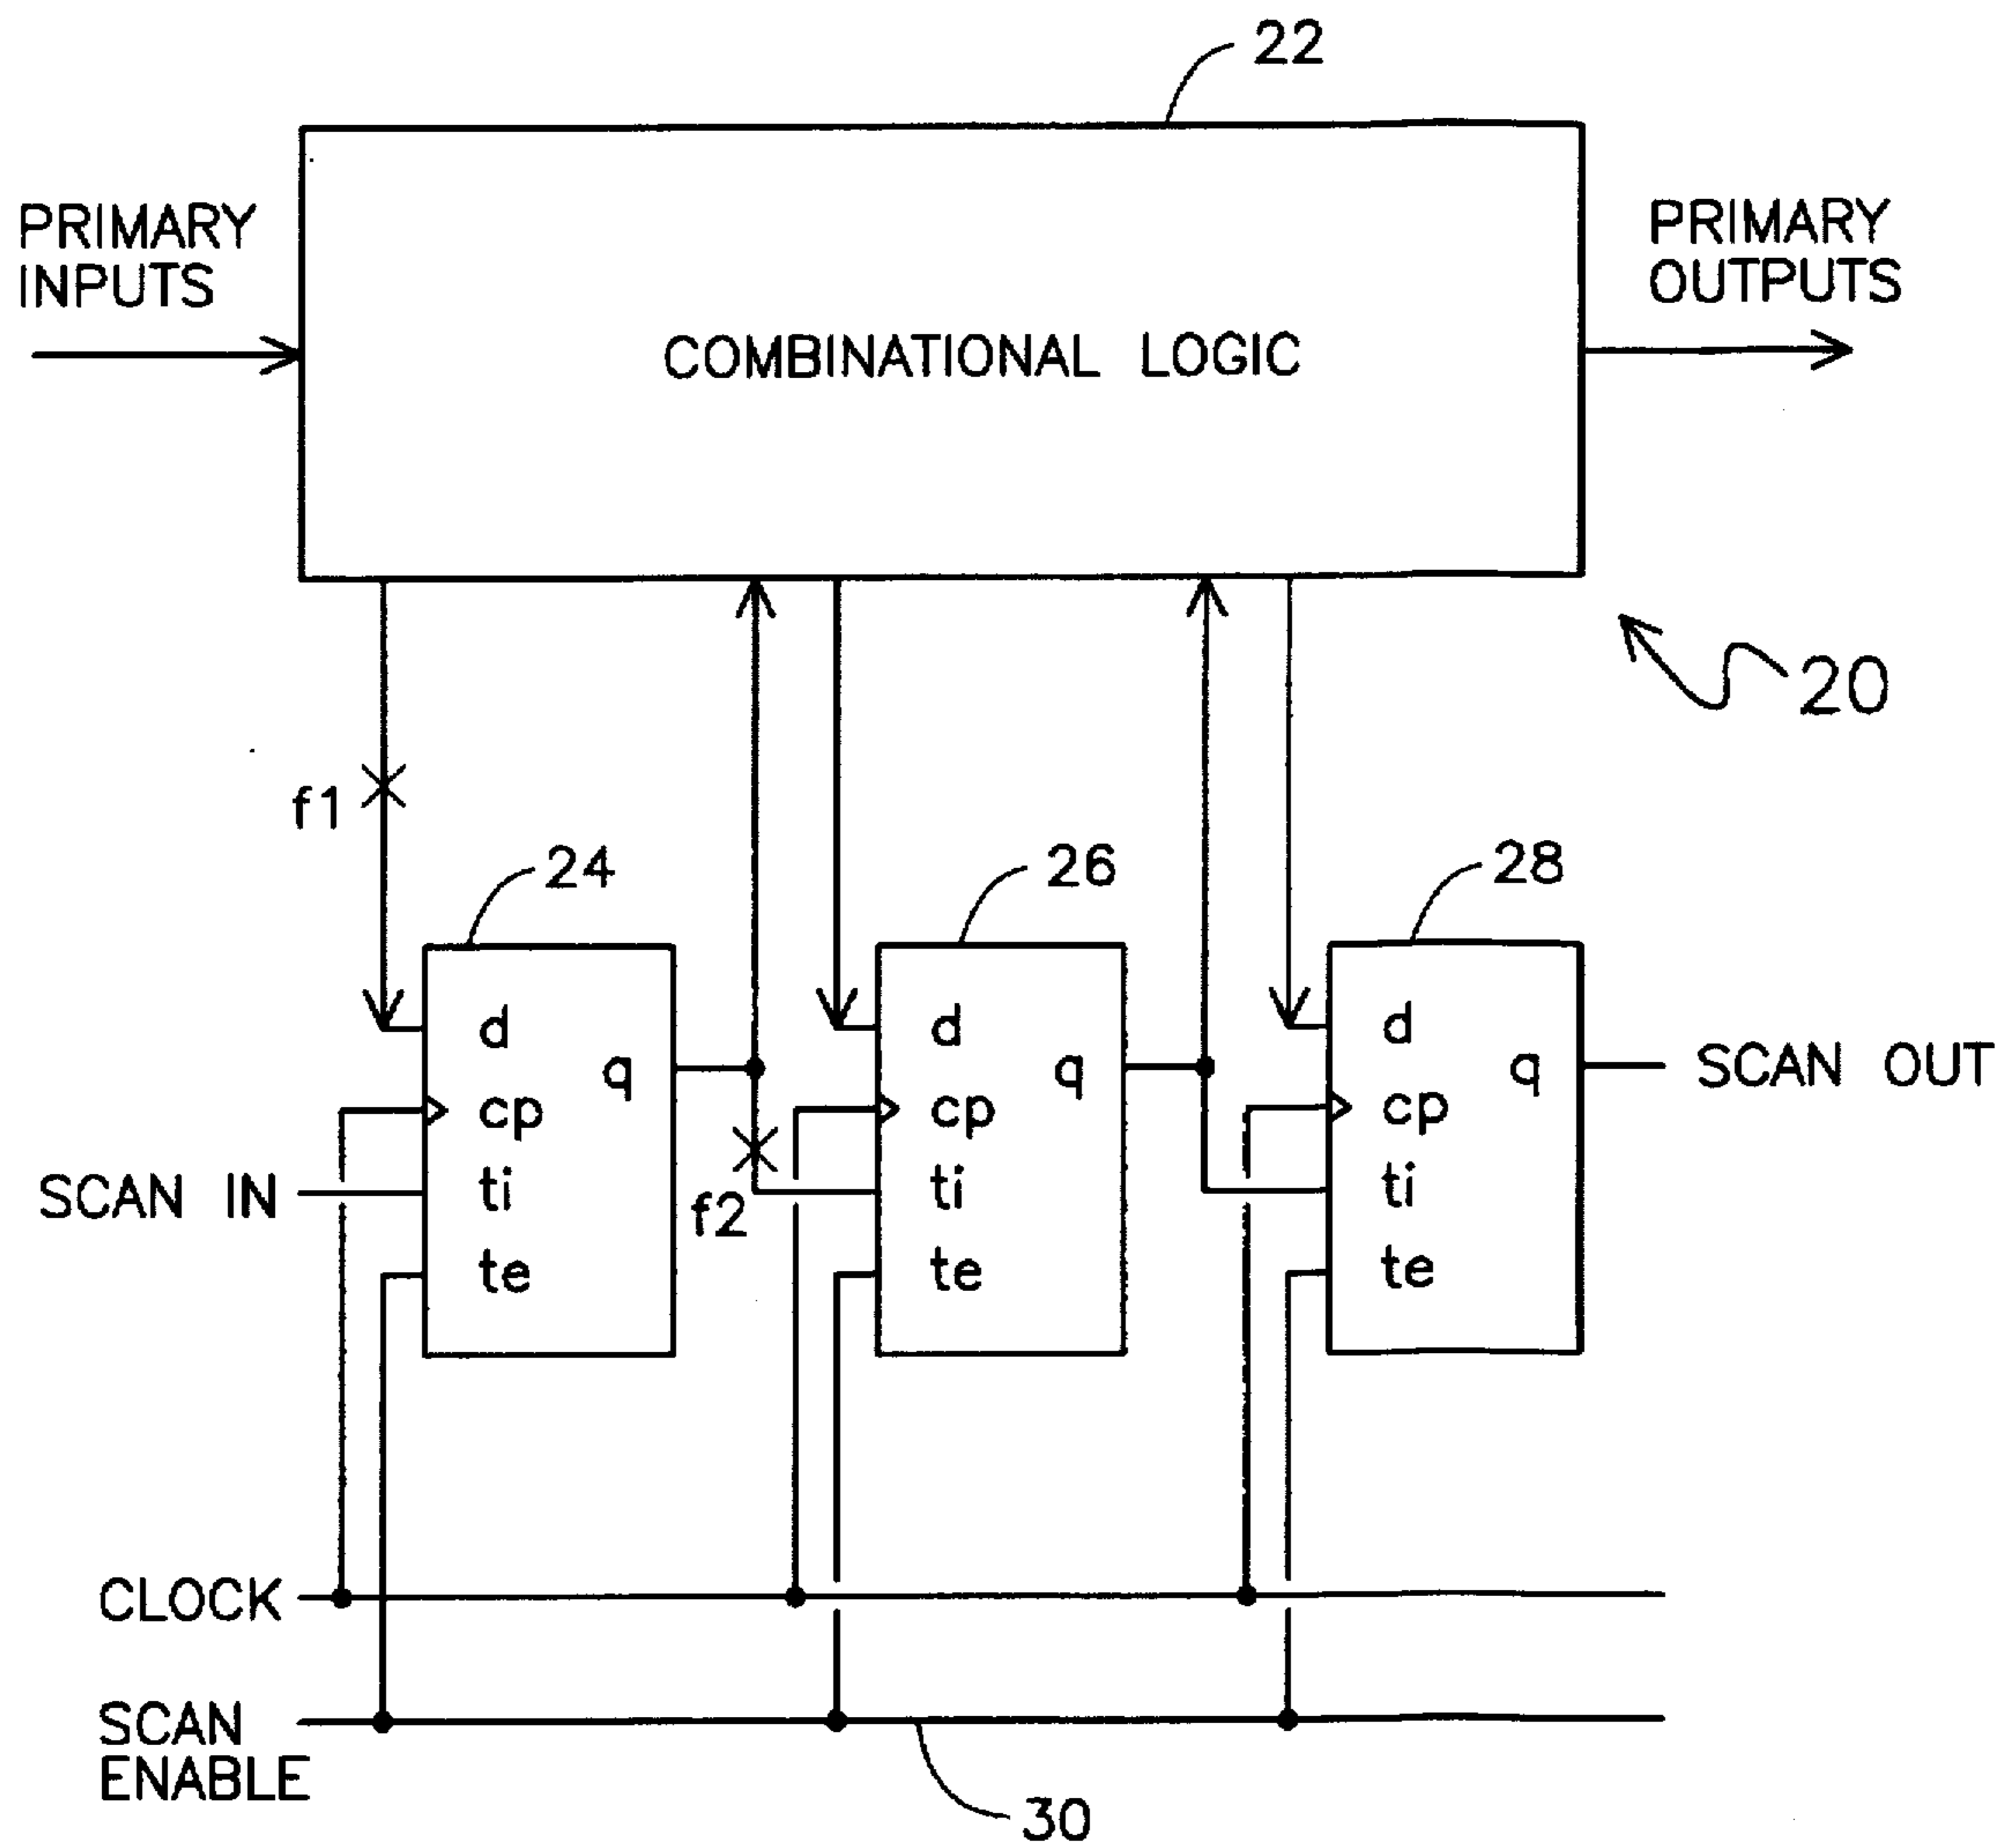 22
PRIMARY
INPUTS
PRIMARY
OUTPUTS
COMBINATIONAL LOGIC
20
f1
24
26
28
d
q
cp
ti
te
d
q
cp
ti
te
d
q
cp
ti
te
SCAN OUT
SCAN IN
f2
CLOCK
SCAN
ENABLE
30